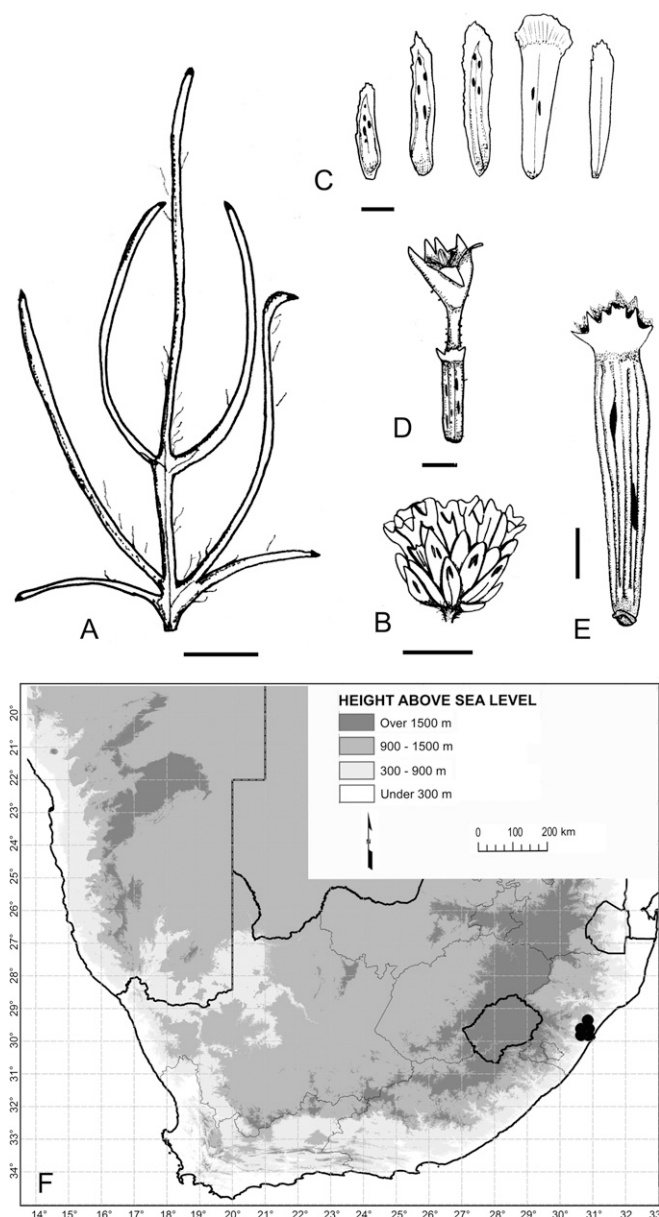 C
D
A
B
E
HEIGHT ABOVE SEA LEVEL
Over 1500 m
900 - 1500 m
300 - 900 m
Under 300 m
N
0 100 200 km
19°
20°
21°
22°
23°
24°
25°
26°
27°
28°
29°
30°
31°
32°
33°
34°
F
14° 15° 16° 17° 18° 19° 20° 21° 22° 23° 24° 25° 26° 27° 28° 29° 30° 31° 32° 33°